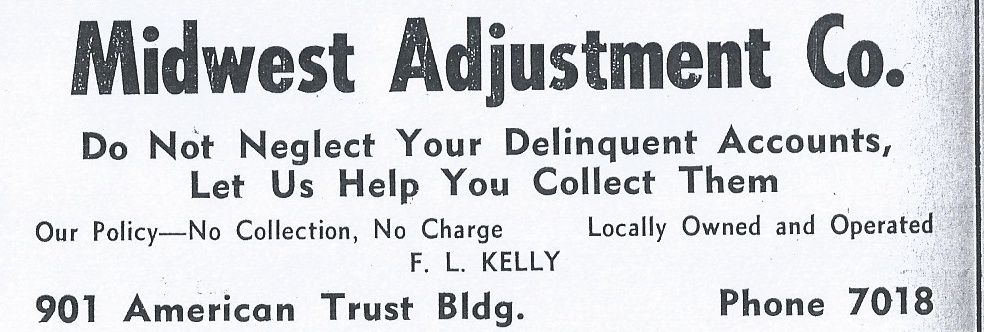 Midwest Adjustment Co.
Do Not Neglect Your Delinquent Accounts,
Let Us Help You Collect Them
Our Policy—No Collection, No Charge Locally Owned and Operated
F. L. KELLY
901 American Trust Bldg. Phone 7018